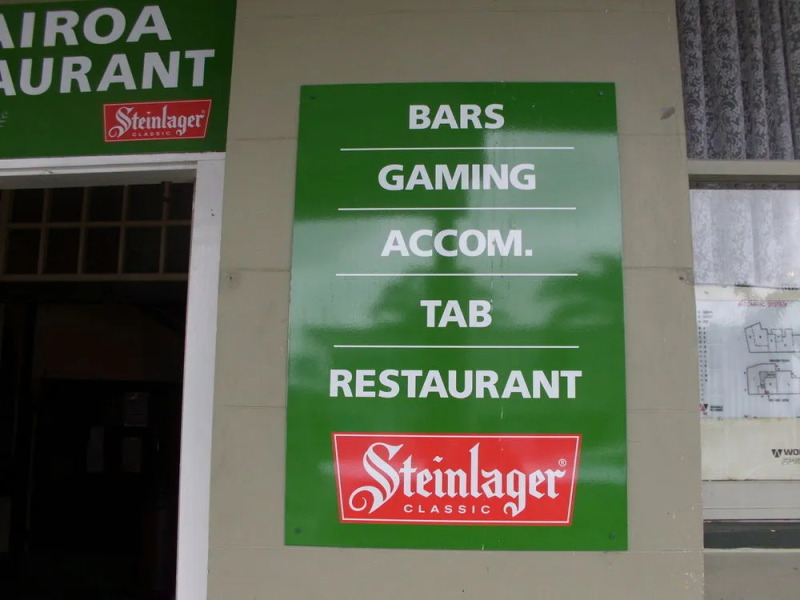 AIROA
AURANT
Steinlager
CLASSIC
BARS
GAMING
ACCOM.
TAB
RESTAURANT
Steinlager®
CLASSIC